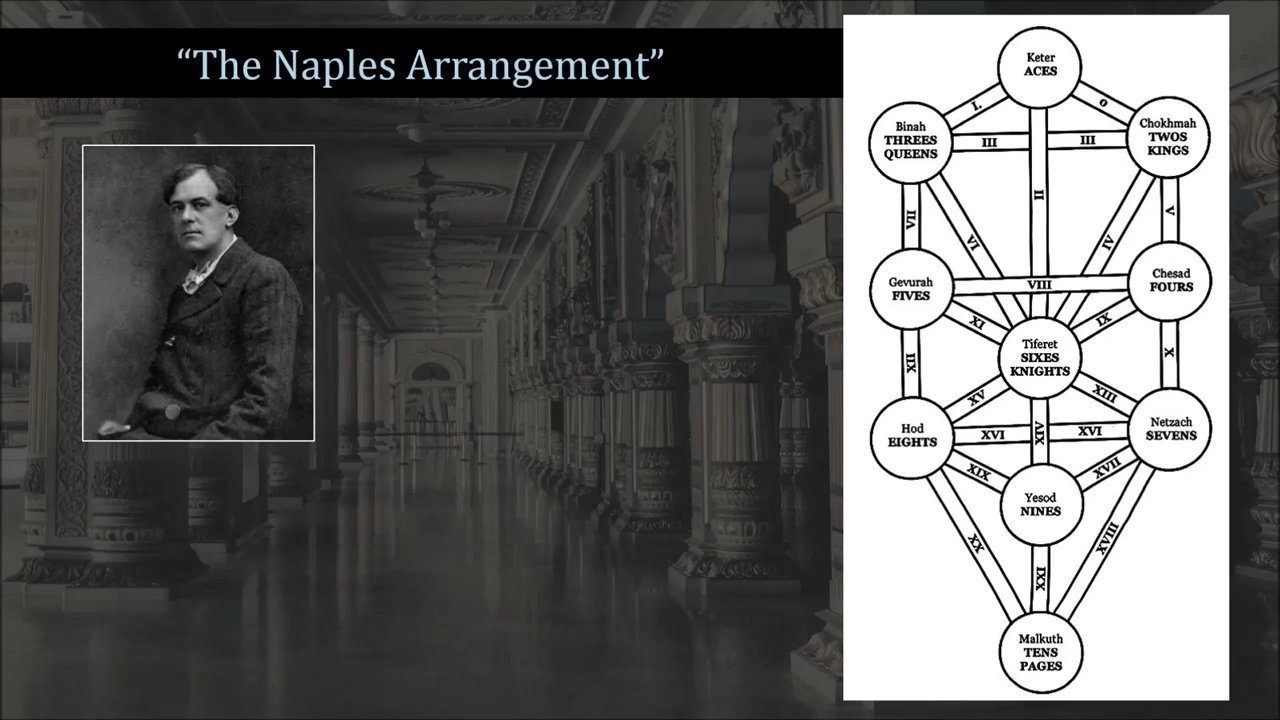 “The Naples Arrangement”
Keter
ACES
I.
0
Binah
THREES
QUEENS
III
III
Chokhmah
TWOS
KINGS
II
VII
VI
IV
V
Gevurah
FIVES
VIII
Chesad
FOURS
XI
IX
Tiferet
SIXES
KNIGHTS
XII
X
XV
XIII
Hod
EIGHTS
XVI
XIV
XVI
Netzach
SEVENS
XIX
XVII
Yesod
NINES
XX
XXI
XVIII
Malkuth
TENS
PAGES